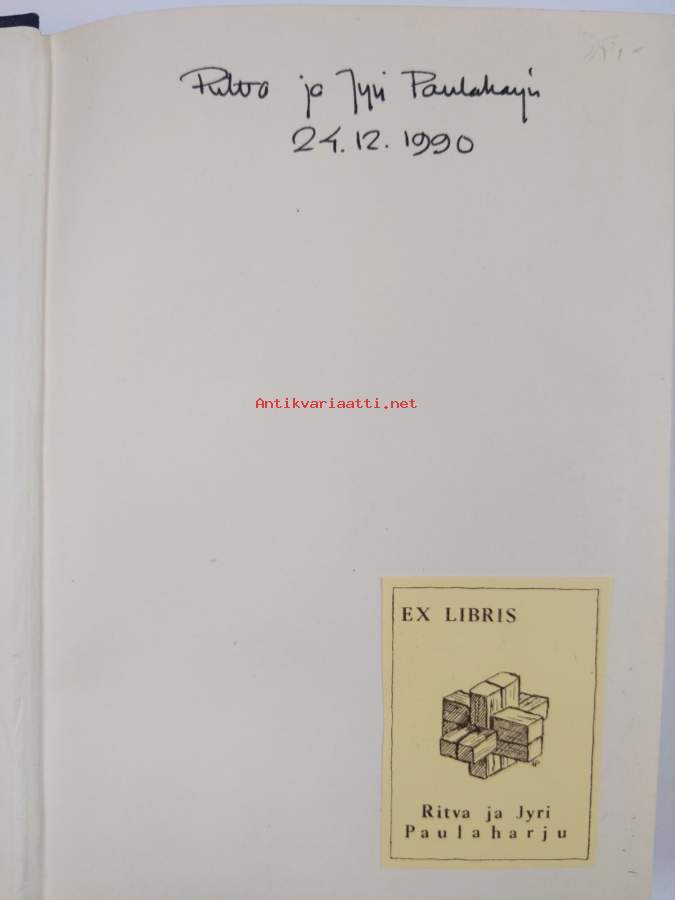 Ritva ja Jyri Paulaharju
24.12.1990
Antikvariaatti.net
EX LIBRIS
Ritva ja Jyri
Paulaharju